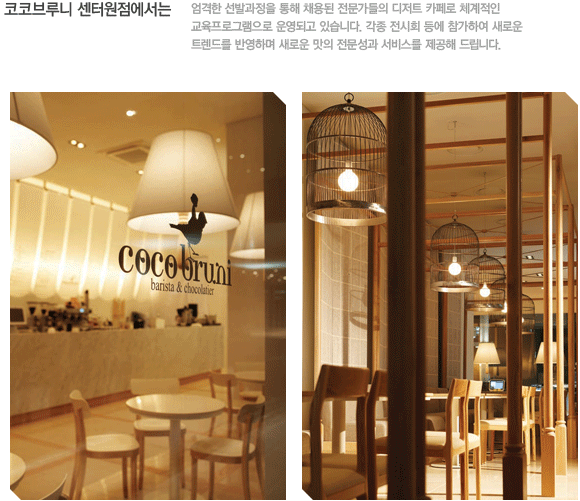 코코브루니 센터원점에서는
엄격한 선발과정을 통해 채용된 전문가들의 디저트 카페로 체계적인
교육프로그램으로 운영되고 있습니다. 각종 전시회 등에 참가하여 새로운
트렌드를 반영하며 새로운 맛의 전문성과 서비스를 제공해 드립니다.
coco bruni
barista & chocolatier